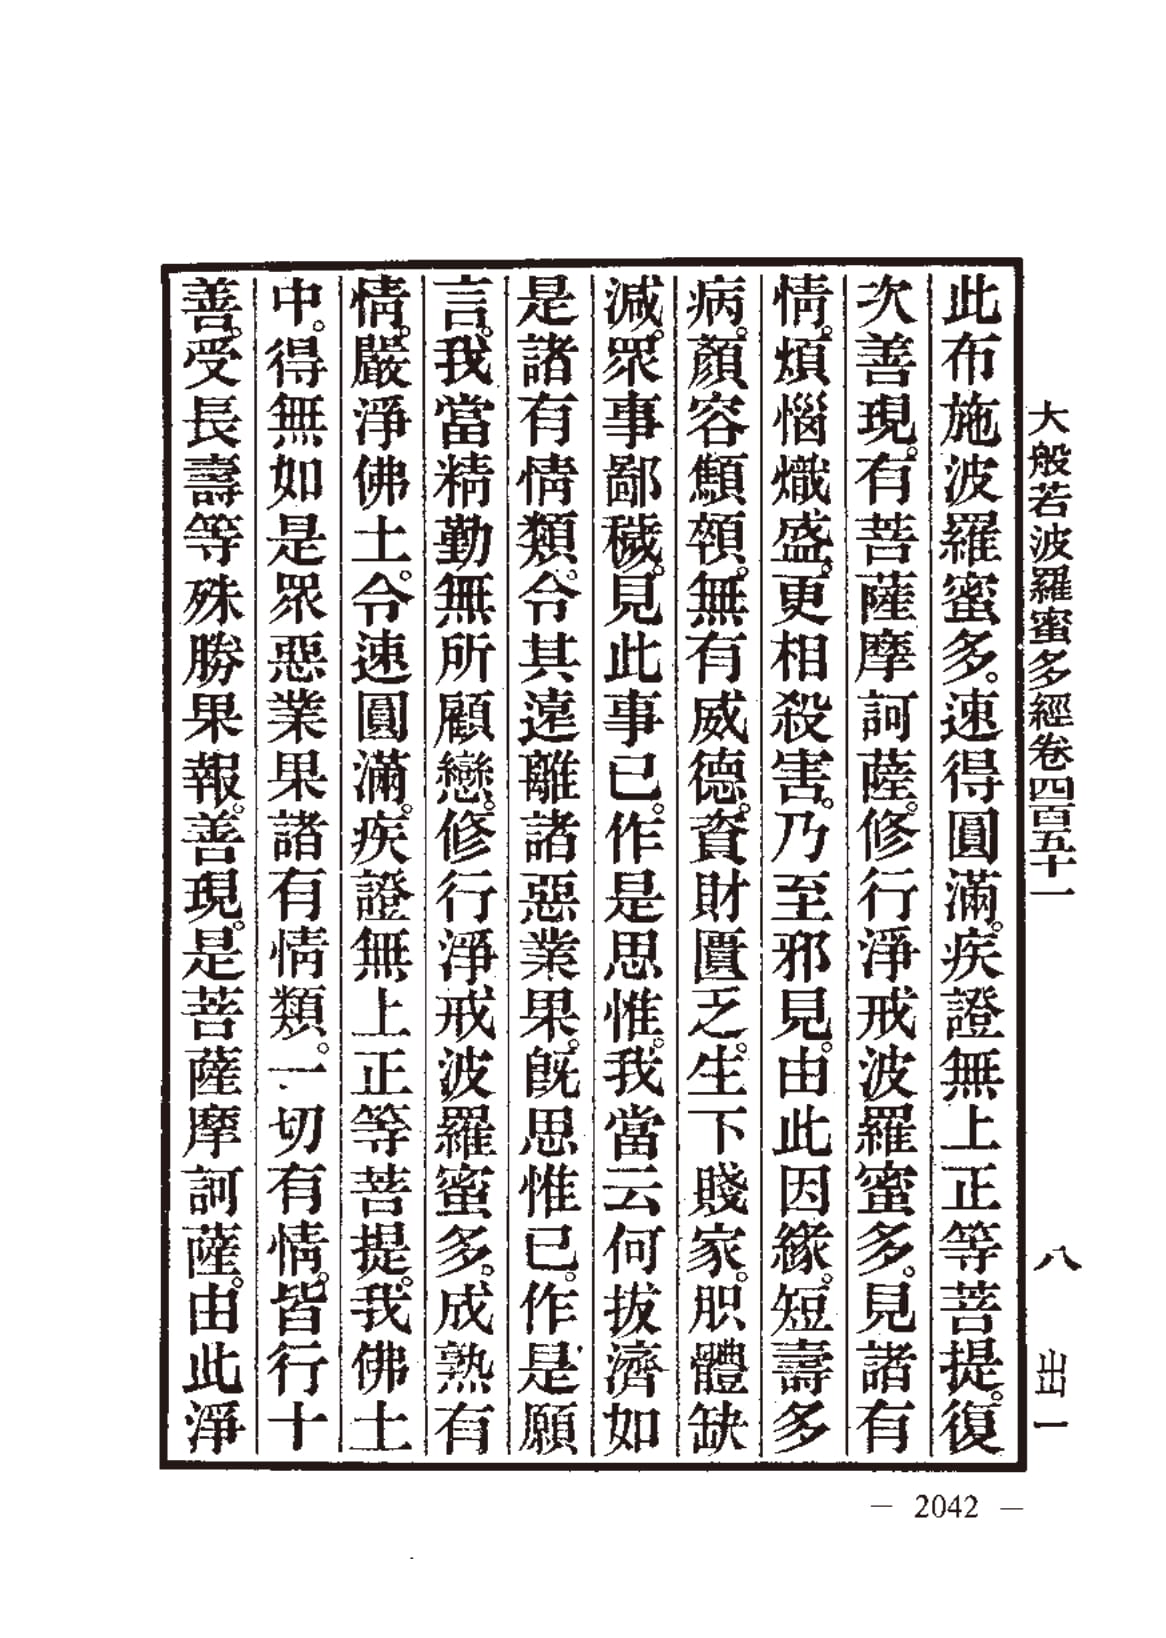 大般若波羅蜜多經卷四百五十一　八　出一
此布施波羅蜜多。速得圓滿。疾證無上正等菩提。復
次善現。有菩薩摩訶薩。修行淨戒波羅蜜多。見諸有
情。煩惱熾盛。更相殺害。乃至邪見。由此因緣。短壽多
病。顏容顦顇。無有威德。資財匱乏。生下賤家。胑體缺
減。眾事鄙穢。見此事已。作是思惟。我當云何拔濟如
是諸有情類。令其遠離諸惡業果。既思惟已。作是願
言。我當精勤無所顧戀。修行淨戒波羅蜜多。成熟有
情。嚴淨佛土。令速圓滿。疾證無上正等菩提。我佛土
中。得無如是眾惡業果諸有情類。一切有情。皆行十
善。受長壽等殊勝果報。善現。是菩薩摩訶薩。由此淨
— 2042 —